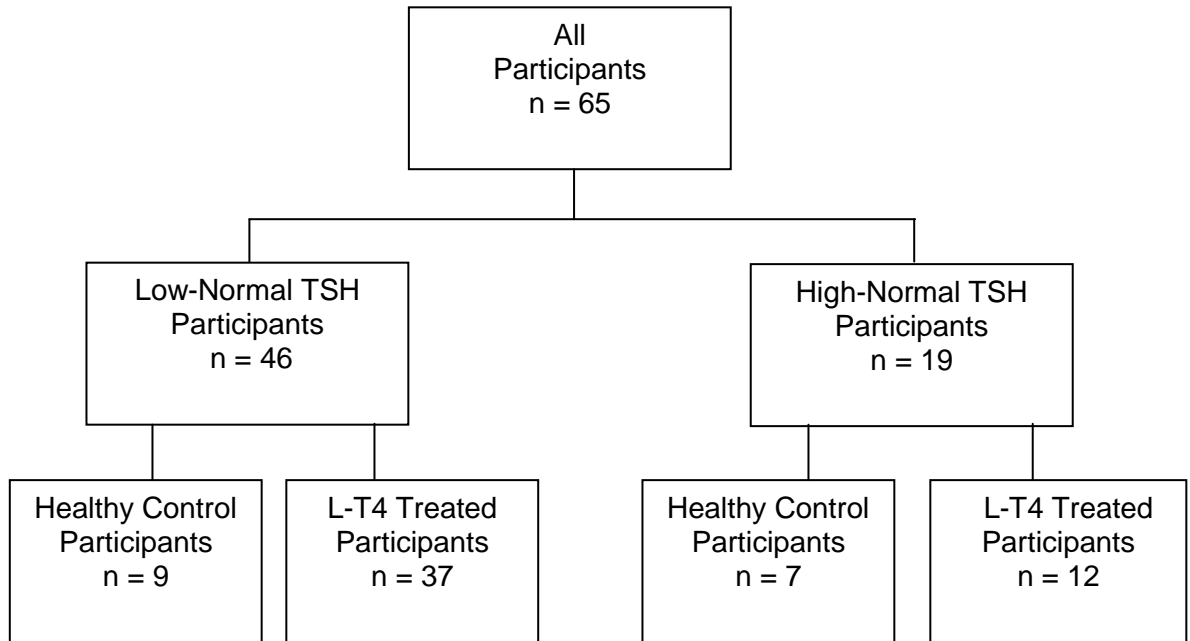 All
Participants
n = 65
Low-Normal TSH
Participants
n = 46
High-Normal TSH
Participants
n = 19
Healthy Control
Participants
n = 9
L-T4 Treated
Participants
n = 37
Healthy Control
Participants
n = 7
L-T4 Treated
Participants
n = 12